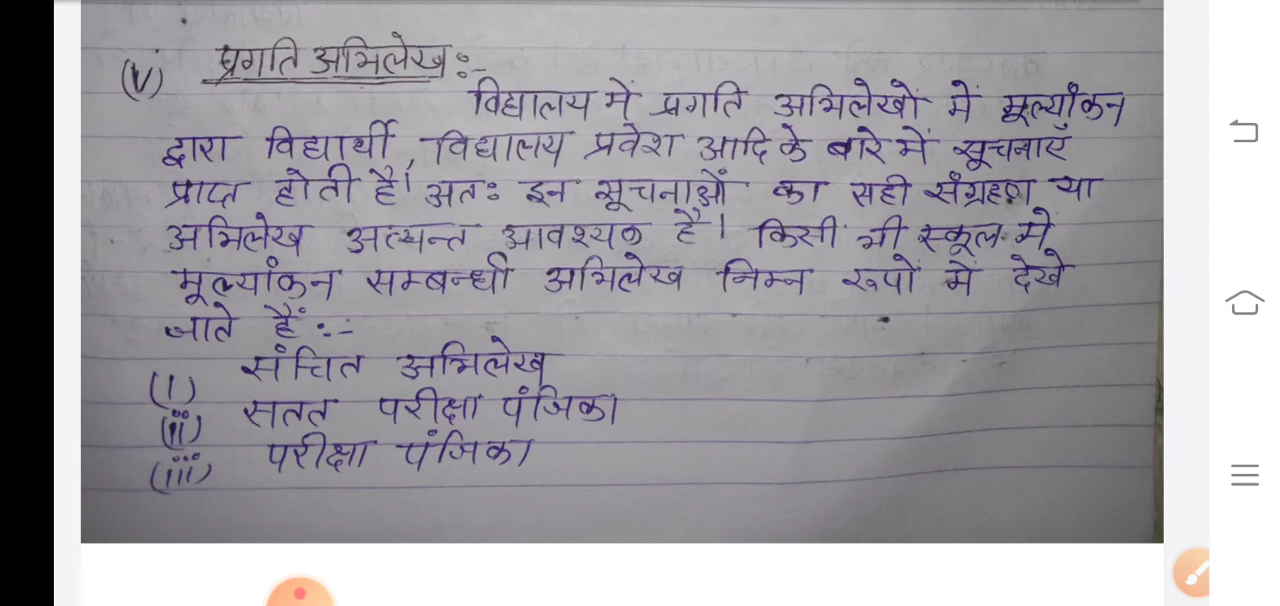 (V) प्रगति अभिलेख :-
विद्यालय में प्रगति अभिलेखों में मूल्यांकन
द्वारा विद्यार्थी, विद्यालय प्रवेश आदि के बारे में सूचनाएँ
प्राप्त होती है। अतः इन सूचनाओं का सही संग्रहण या
अभिलेख अत्यन्त आवश्यक है। किसी भी स्कूल में
मूल्यांकन सम्बन्धी अभिलेख निम्न रूपों में देखे
जाते हैं :-
(i) संचित अभिलेख
(ii) सतत परीक्षा पंजिका
(iii) परीक्षा पंजिका